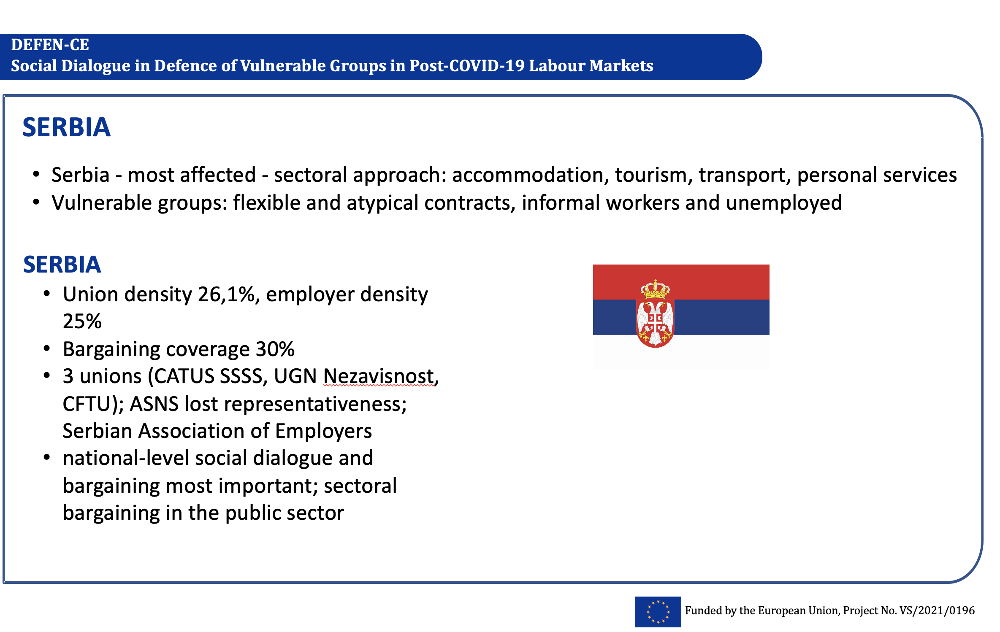 DEFEN-CE
Social Dialogue in Defence of Vulnerable Groups in Post-COVID-19 Labour Markets
SERBIA
• Serbia - most affected - sectoral approach: accommodation, tourism, transport, personal services
• Vulnerable groups: flexible and atypical contracts, informal workers and unemployed
SERBIA
• Union density 26,1%, employer density
25%
• Bargaining coverage 30%
• 3 unions (CATUS SSSS, UGN Nezavisnost,
CFTU); ASNS lost representativeness;
Serbian Association of Employers
• national-level social dialogue and
bargaining most important; sectoral
bargaining in the public sector
Funded by the European Union, Project No. VS/2021/0196